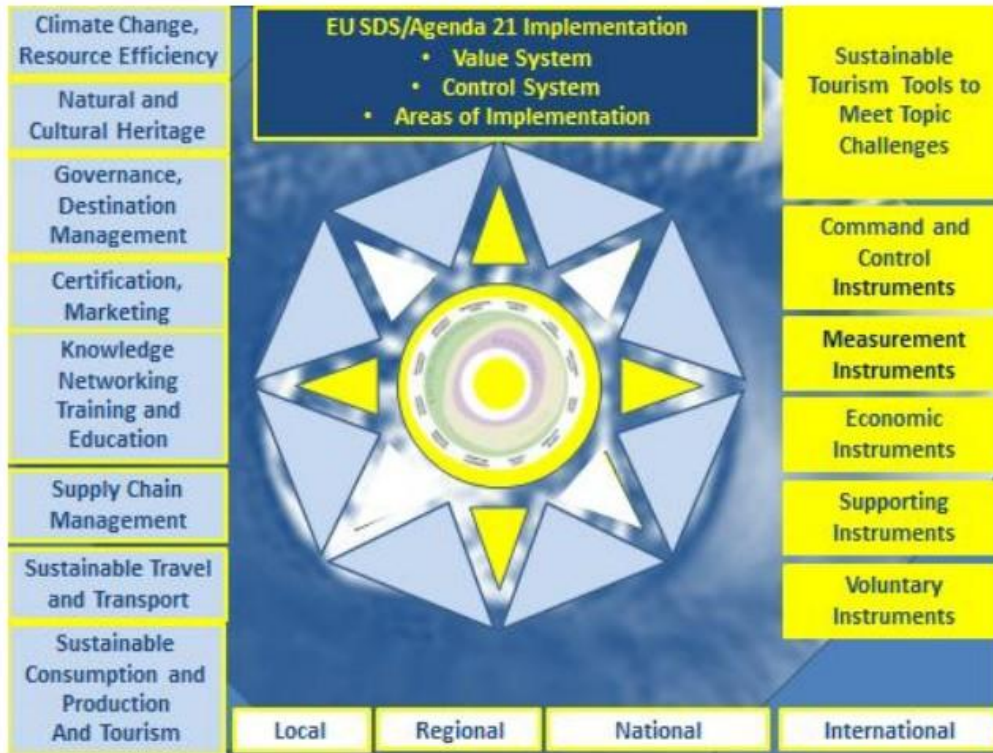 Climate Change,
Resource Efficiency
Natural and
Cultural Heritage
Governance,
Destination
Management
Certification,
Marketing
Knowledge
Networking
Training and
Education
Supply Chain
Management
Sustainable Travel
and Transport
Sustainable
Consumption and
Production
And Tourism
EU SDS/Agenda 21 Implementation
• Value System
• Control System
• Areas of Implementation
Sustainable
Tourism Tools to
Meet Topic
Challenges
Command and
Control
Instruments
Measurement
Instruments
Economic
Instruments
Supporting
Instruments
Voluntary
Instruments
Local
Regional
National
International